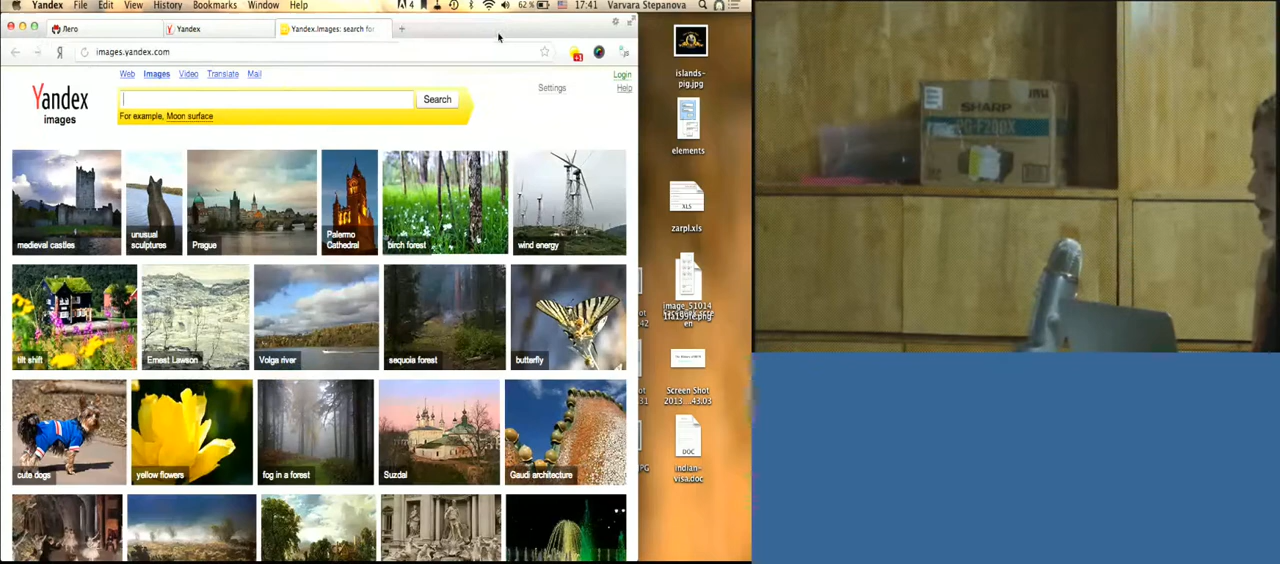 Yandex File Edit View History Bookmarks Window Help
4 62% 17:41 Varvara Stepanova
Лего
Yandex
Yandex.Images: search for
Я images.yandex.com
+1
Web Images Video Translate Mail
Login
Yandex
images
Search
Settings
Help
For example, Moon surface
medieval castles
unusual
sculptures
Prague
Palermo
Cathedral
birch forest
wind energy
tilt shift
Ernest Lawson
Volga river
sequoia forest
butterfly
cute dogs
yellow flowers
fog in a forest
Suzdal
Gaudi architecture
islands-
pig.jpg
elements
XLS
zarpl.xls
Screen Shot
2013...43.03
DOC
indian-
visa.doc
SHARP